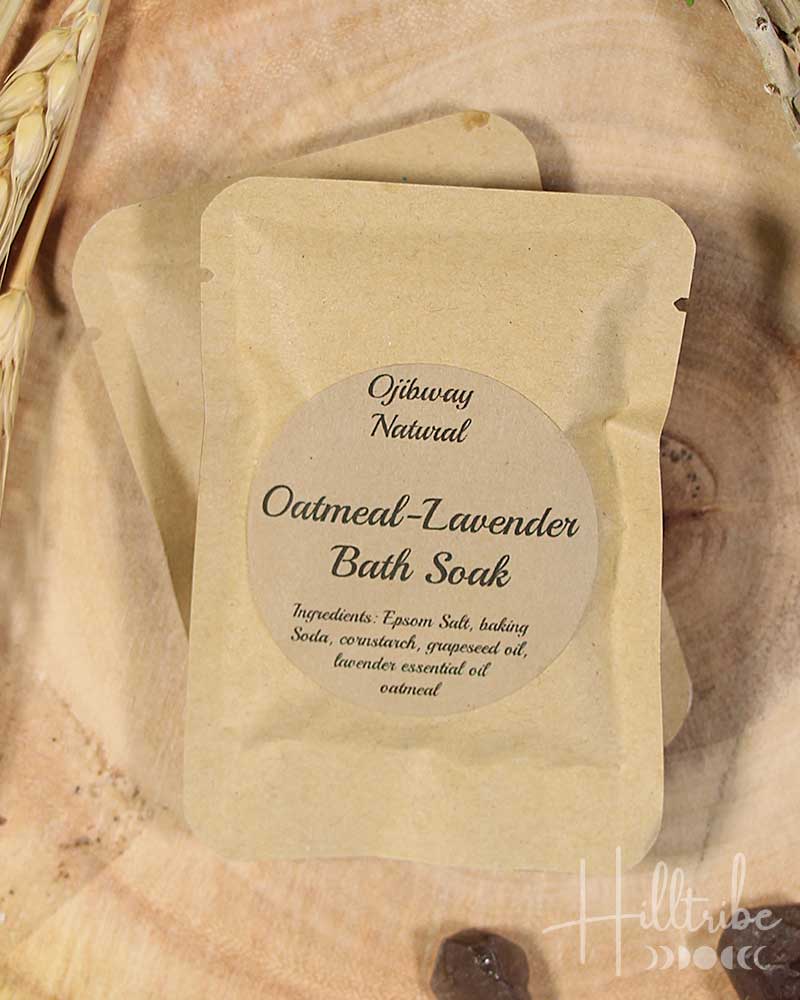 Ojibway
Natural
Oatmeal-Lavender
Bath Soak
Ingredients: Epsom Salt, baking
Soda, cornstarch, grapeseed oil,
lavender essential oil
oatmeal
Hilltribe